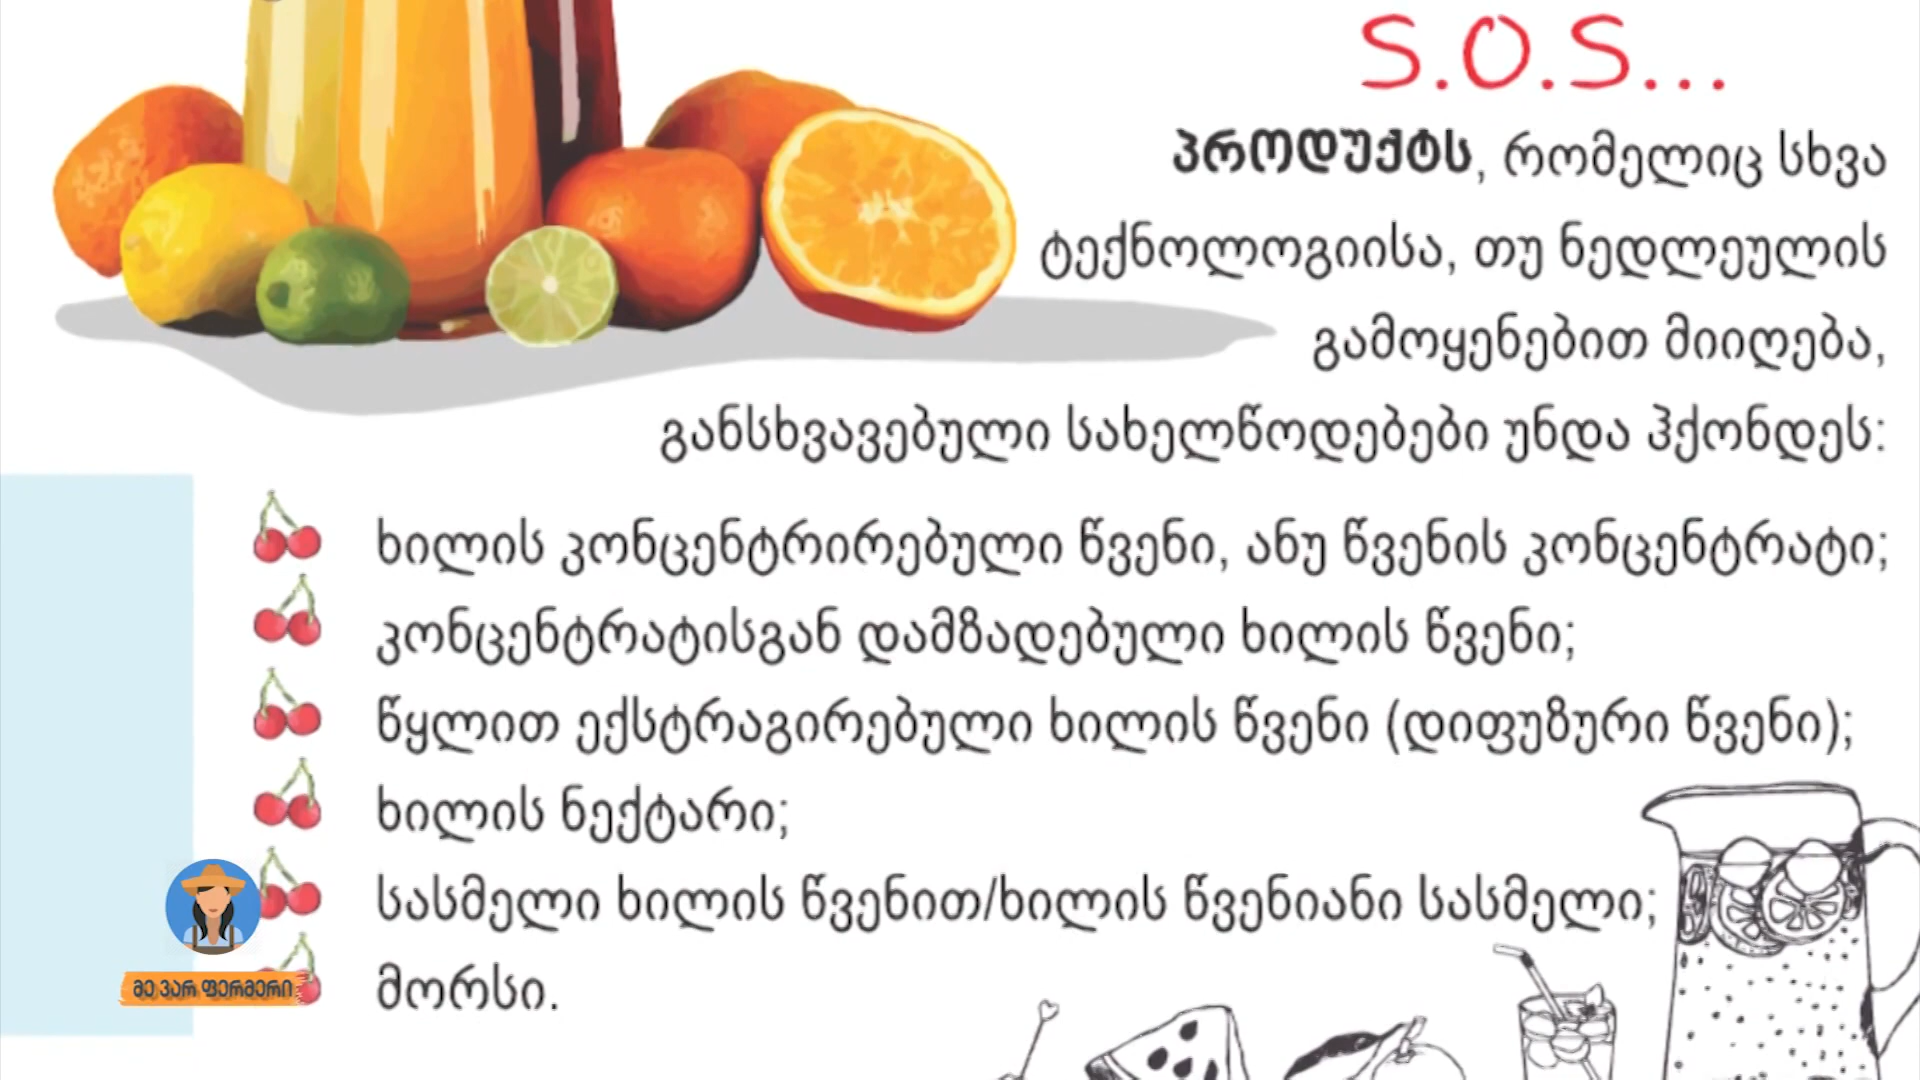 S.O.S...
პროდუქტს, რომელიც სხვა
ტექნოლოგიისა, თუ ნედლეულის
გამოყენებით მიიღება,
განსხვავებული სახელწოდებები უნდა ჰქონდეს:
ხილის კონცენტრირებული წვენი, ანუ წვენის კონცენტრატი;
კონცენტრატისგან დამზადებული ხილის წვენი;
წყლით ექსტრაგირებული ხილის წვენი (დიფუზური წვენი);
ხილის ნექტარი;
სასმელი ხილის წვენით/ხილის წვენიანი სასმელი;
მორსი.
მე ვარ ფერმერი